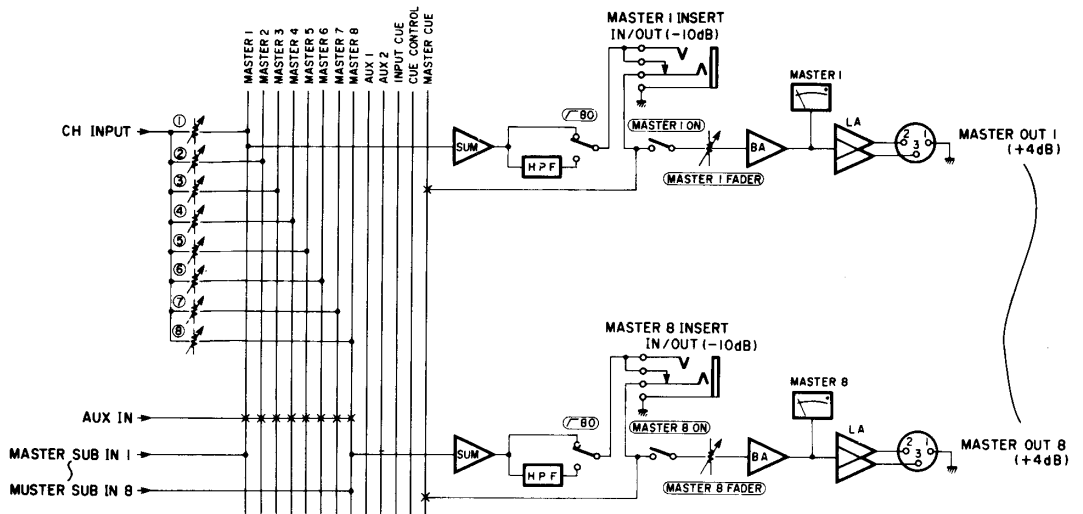 MASTER 1
MASTER 2
MASTER 3
MASTER 4
MASTER 5
MASTER 6
MASTER 7
MASTER 8
AUX 1
AUX 2
INPUT CUE
CUE CONTROL
MASTER CUE
CH INPUT
①
②
③
④
⑤
⑥
⑦
⑧
AUX IN
MASTER SUB IN 1
MUSTER SUB IN 8
SUM
HPF
80
MASTER 1 INSERT
IN/OUT (-10dB)
MASTER 1 ON
MASTER 1 FADER
BA
MASTER 1
LA
2 1
3
MASTER OUT 1
(+4dB)
SUM
HPF
80
MASTER 8 INSERT
IN/OUT (-10dB)
MASTER 8 ON
MASTER 8 FADER
BA
MASTER 8
LA
2 1
3
MASTER OUT 8
(+4dB)